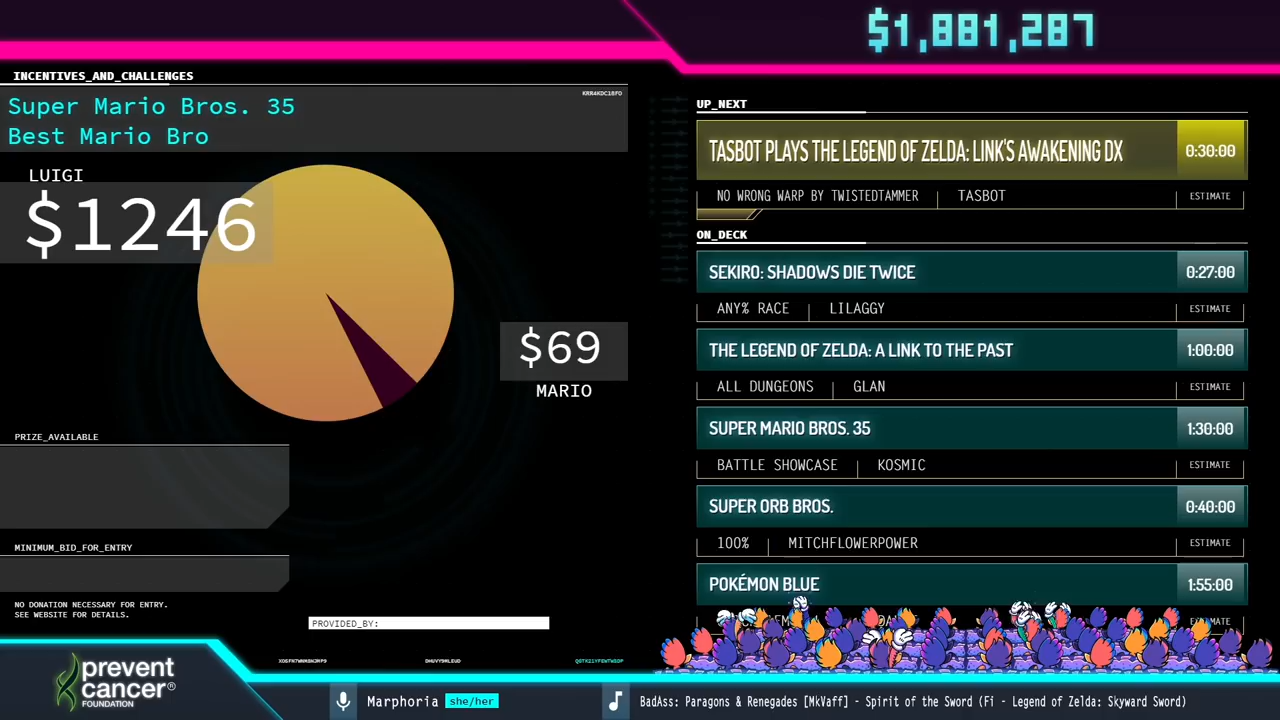 $1,881,287
INCENTIVES_AND_CHALLENGES
Super Mario Bros. 35
Best Mario Bro
LUIGI
$1246
$69
MARIO
PRIZE_AVAILABLE
MINIMUM_BID_FOR_ENTRY
NO DONATION NECESSARY FOR ENTRY.
SEE WEBSITE FOR DETAILS.
PROVIDED_BY:
UP_NEXT
TASBOT PLAYS THE LEGEND OF ZELDA: LINK'S AWAKENING DX 0:30:00
NO WRONG WARP BY TWISTEDTAMMER TASBOT ESTIMATE
ON_DECK
SEKIRO: SHADOWS DIE TWICE 0:27:00
ANY% RACE LILAGGY ESTIMATE
THE LEGEND OF ZELDA: A LINK TO THE PAST 1:00:00
ALL DUNGEONS GLAN ESTIMATE
SUPER MARIO BROS. 35 1:30:00
BATTLE SHOWCASE KOSMIC ESTIMATE
SUPER ORB BROS. 0:40:00
100% MITCHFLOWERPOWER ESTIMATE
POKÉMON BLUE 1:55:00
prevent
cancer®
FOUNDATION
Marphoria she/her
BadAss: Paragons & Renegades [MkVaff] - Spirit of the Sword (Fi - Legend of Zelda: Skyward Sword)